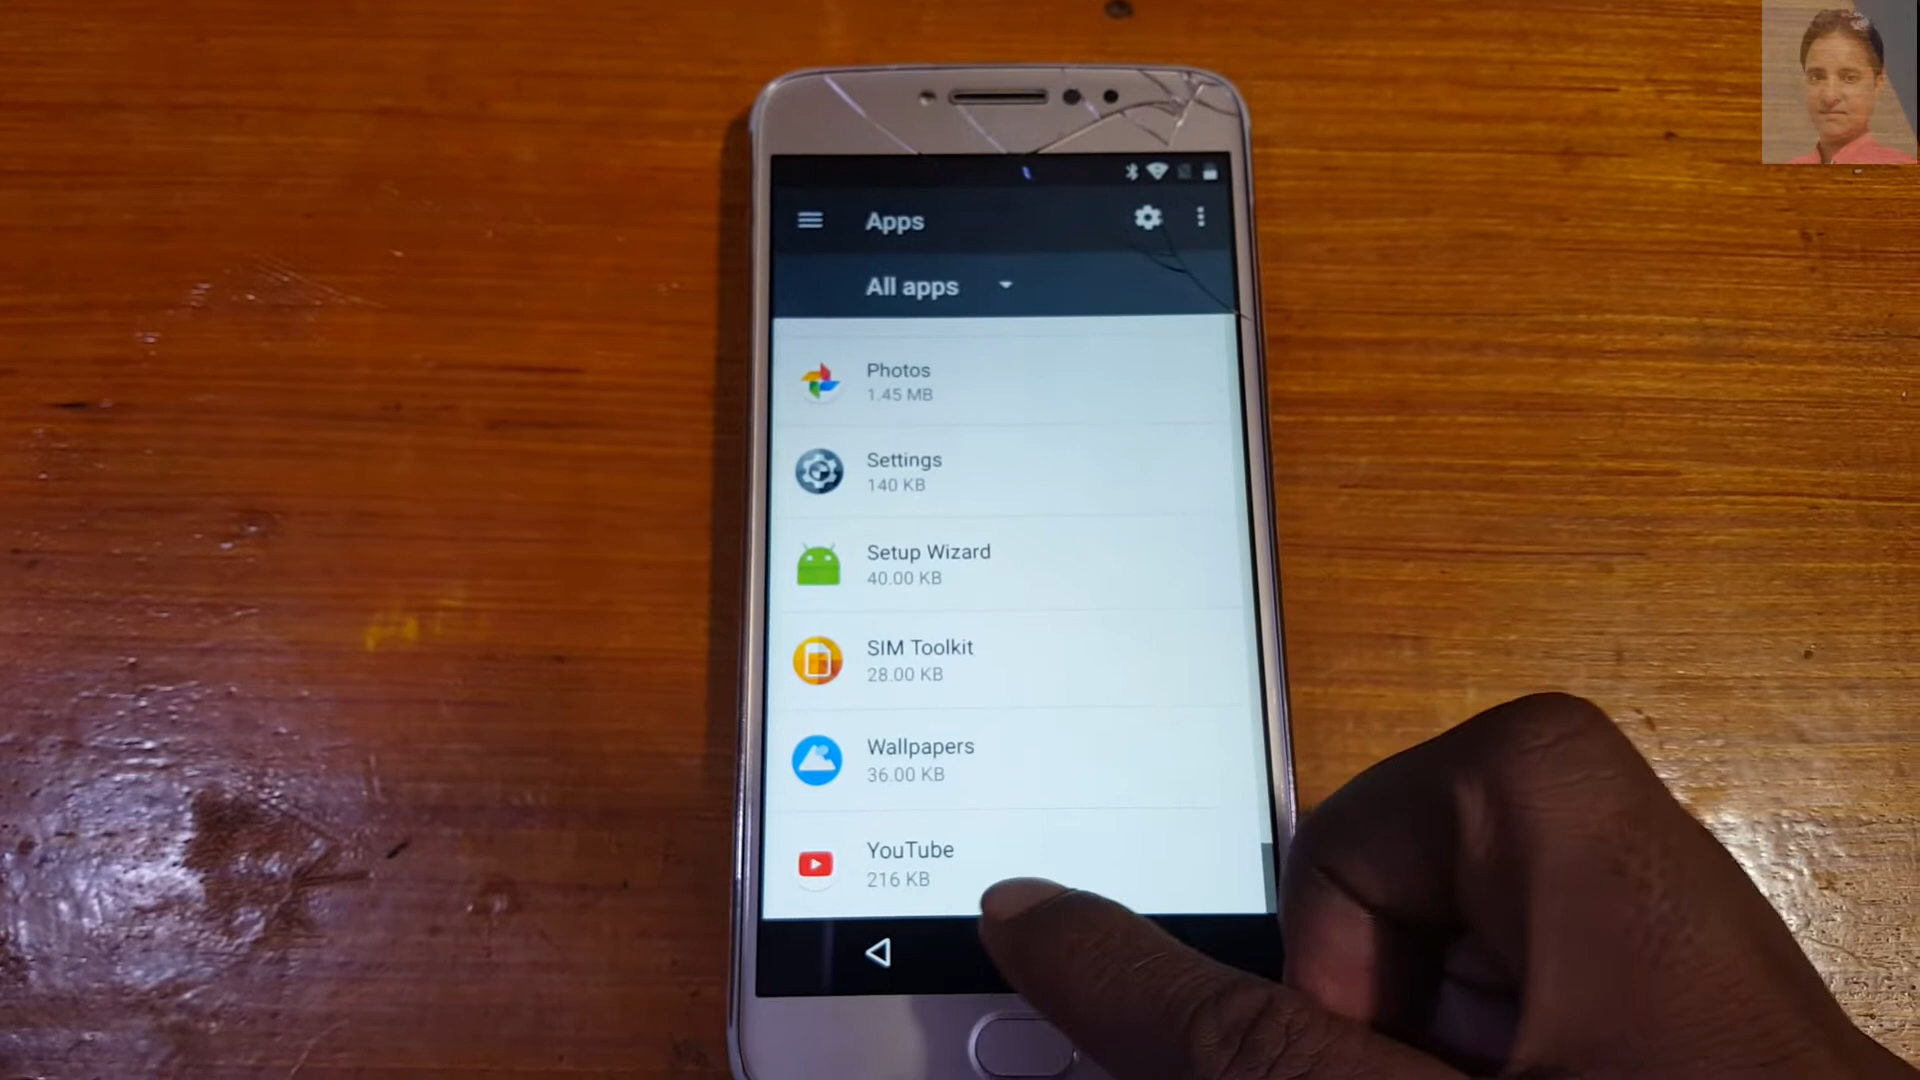 Apps
All apps
Photos
1.45 MB
Settings
140 KB
Setup Wizard
40.00 KB
SIM Toolkit
28.00 KB
Wallpapers
36.00 KB
YouTube
216 KB